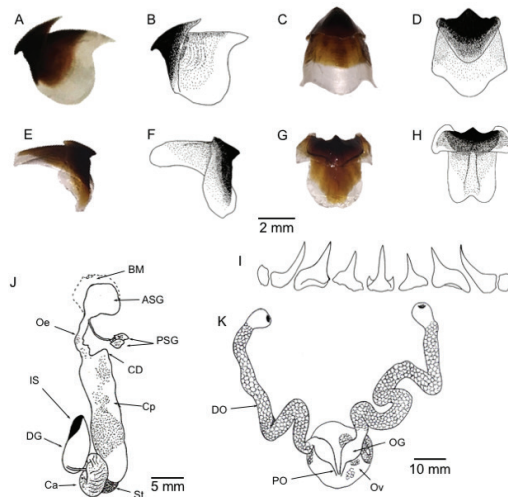 A B C D
E F G H
2 mm
I
J
BM
ASG
Oe
PSG
CD
IS
Cp
DG
Ca
St
5 mm
K
DO
OG
PO
Ov
10 mm